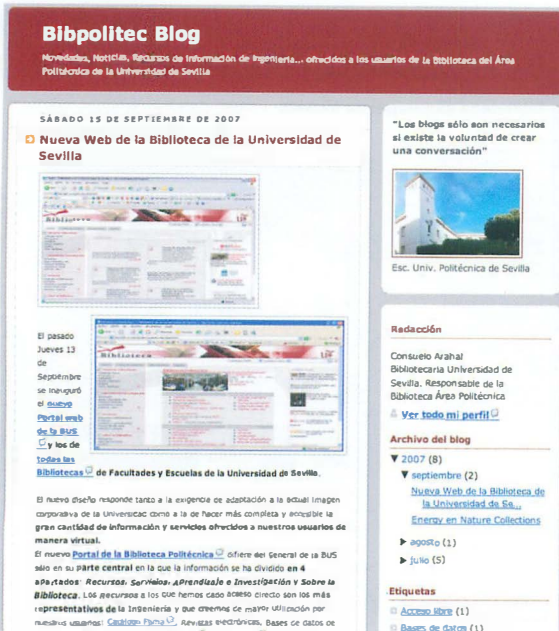 Bibpolitec Blog
Novedades, Noticias, Recursos de información de Ingeniería... ofrecidos a los usuarios de la Biblioteca del Área
Politécnica de la Universidad de Sevilla
SÁBADO 15 DE SEPTIEMBRE DE 2007
Nueva Web de la Biblioteca de la Universidad de
Sevilla
Biblioteca
El pasado
Jueves 13
de
Septiembre
se inauguró
el nuevo
Portal web
de la BUS
y los de
todas las
Biblioteca
Bibliotecas de Facultades y Escuelas de la Universidad de Sevilla.
El nuevo diseño responde tanto a la exigencia de adaptación a la actual imagen
corporativa de la Universidad como a la de hacer más completa y accesible la
gran cantidad de información y servicios ofrecidos a nuestros usuarios de
manera virtual.
El nuevo Portal de la Biblioteca Politécnica difiere del General de la BUS
sólo en su parte central en la que la información se ha dividido en 4
apartados: Recursos, Servicios, Aprendizaje e Investigación y Sobre la
Biblioteca. Los Recursos a los que hemos dado acceso directo son los más
representativos de la Ingeniería y que creemos de mayor utilización por
nuestros usuarios: Catálogo Fama, Revistas electrónicas, Bases de datos de
"Los blogs sólo son necesarios
si existe la voluntad de crear
una conversación"
Esc. Univ. Politécnica de Sevilla
Redacción
Consuelo Arahal
Bibliotecaria Universidad de
Sevilla. Responsable de la
Biblioteca Área Politécnica
Ver todo mi perfil
Archivo del blog
▼ 2007 (8)
▼ septiembre (2)
Nueva Web de la Biblioteca de
la Universidad de Se...
Energy en Nature Collections
► agosto (1)
► julio (5)
Etiquetas
Acceso libre (1)
Bases de datos (1)